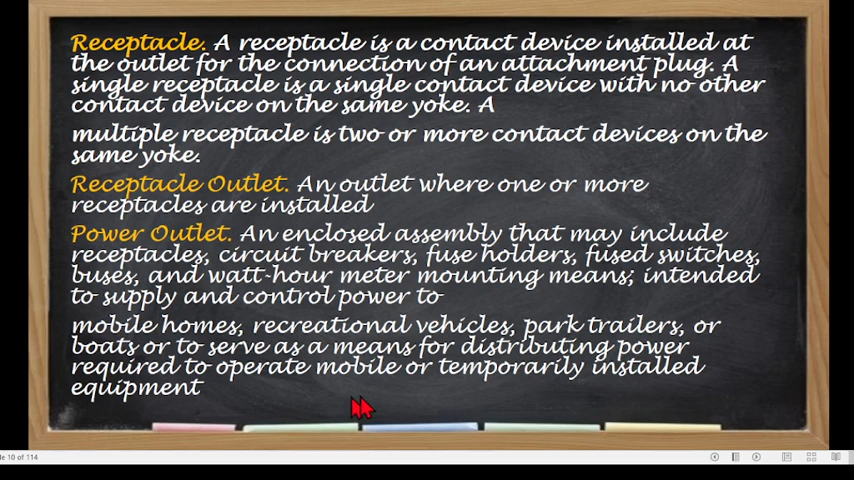 Receptacle. A receptacle is a contact device installed at
the outlet for the connection of an attachment plug. A
single receptacle is a single contact device with no other
contact device on the same yoke. A
multiple receptacle is two or more contact devices on the
same yoke.
Receptacle Outlet. An outlet where one or more
receptacles are installed
Power Outlet. An enclosed assembly that may include
receptacles, circuit breakers, fuse holders, fused switches,
buses, and watt-hour meter mounting means; intended
to supply and control power to
mobile homes, recreational vehicles, park trailers, or
boats or to serve as a means for distributing power
required to operate mobile or temporarily installed
equipment
de 10 of 114